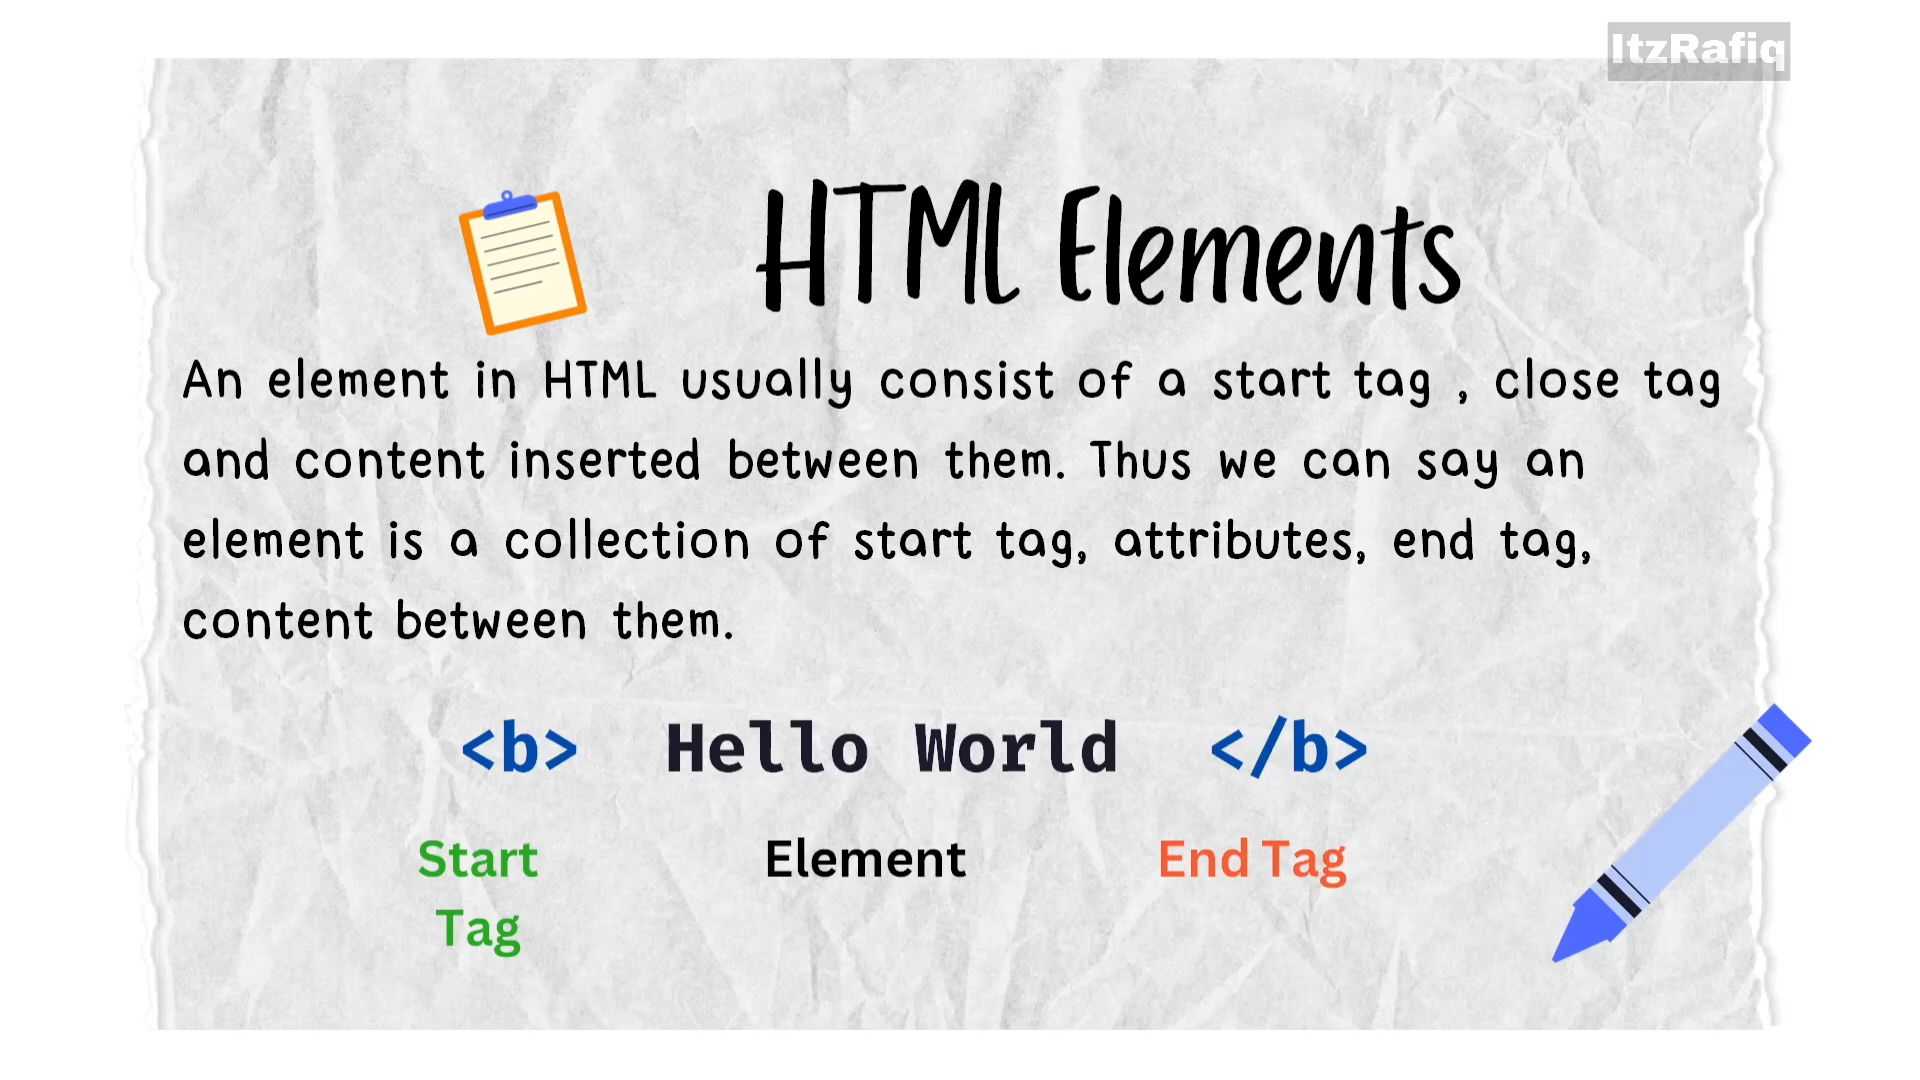 ItzRafiq
HTML Elements
An element in HTML usually consist of a start tag , close tag
and content inserted between them. Thus we can say an
element is a collection of start tag, attributes, end tag,
content between them.
<b> Hello World </b>
Start Element End Tag
Tag